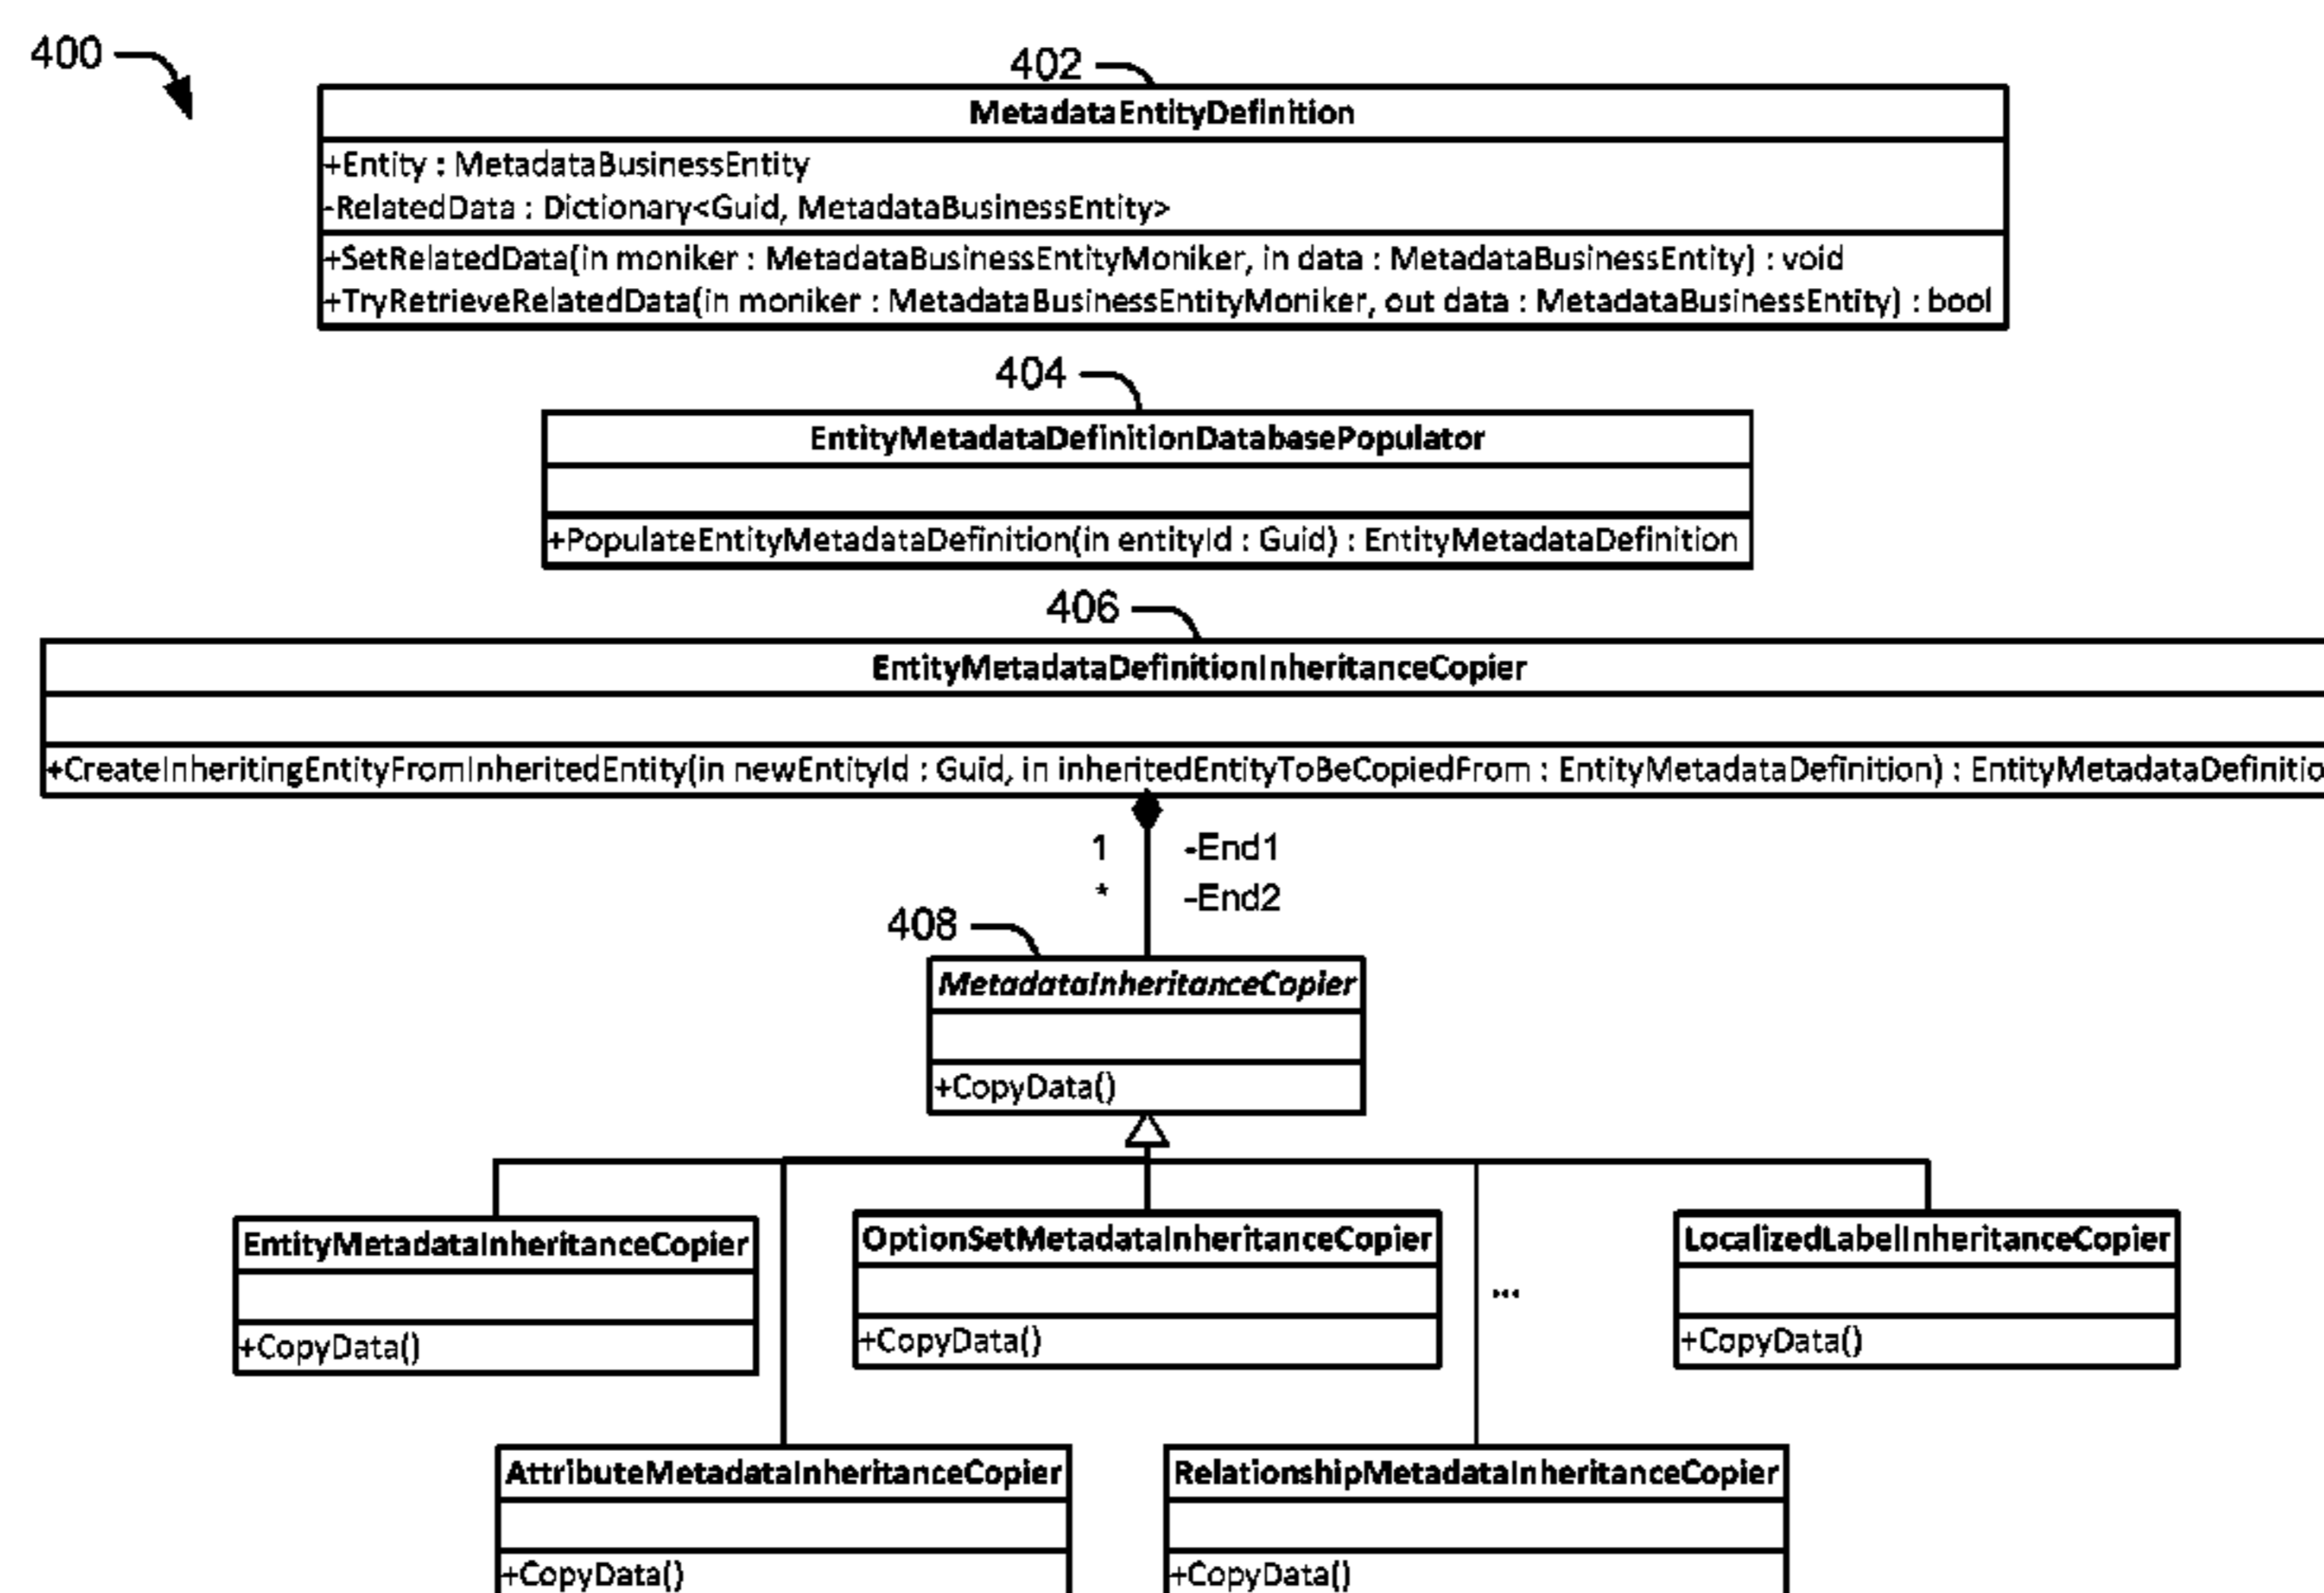 400
402
MetadataEntityDefinition
+Entity : MetadataBusinessEntity
-RelatedData : Dictionary<Guid, MetadataBusinessEntity>
+SetRelatedData(in moniker : MetadataBusinessEntityMoniker, in data : MetadataBusinessEntity) : void
+TryRetrieveRelatedData(in moniker : MetadataBusinessEntityMoniker, out data : MetadataBusinessEntity) : bool
404
EntityMetadataDefinitionDatabasePopulator
+PopulateEntityMetadataDefinition(in entityId : Guid) : EntityMetadataDefinition
406
EntityMetadataDefinitionInheritanceCopier
+CreateInheritingEntityFromInheritedEntity(in newEntityId : Guid, in inheritedEntityToBeCopiedFrom : EntityMetadataDefinition) : EntityMetadataDefinitio
1 -End1
* -End2
408
MetadataInheritanceCopier
+CopyData()
EntityMetadataInheritanceCopier
+CopyData()
OptionSetMetadataInheritanceCopier
+CopyData()
...
LocalizedLabelInheritanceCopier
+CopyData()
AttributeMetadataInheritanceCopier
+CopyData()
RelationshipMetadataInheritanceCopier
+CopyData()